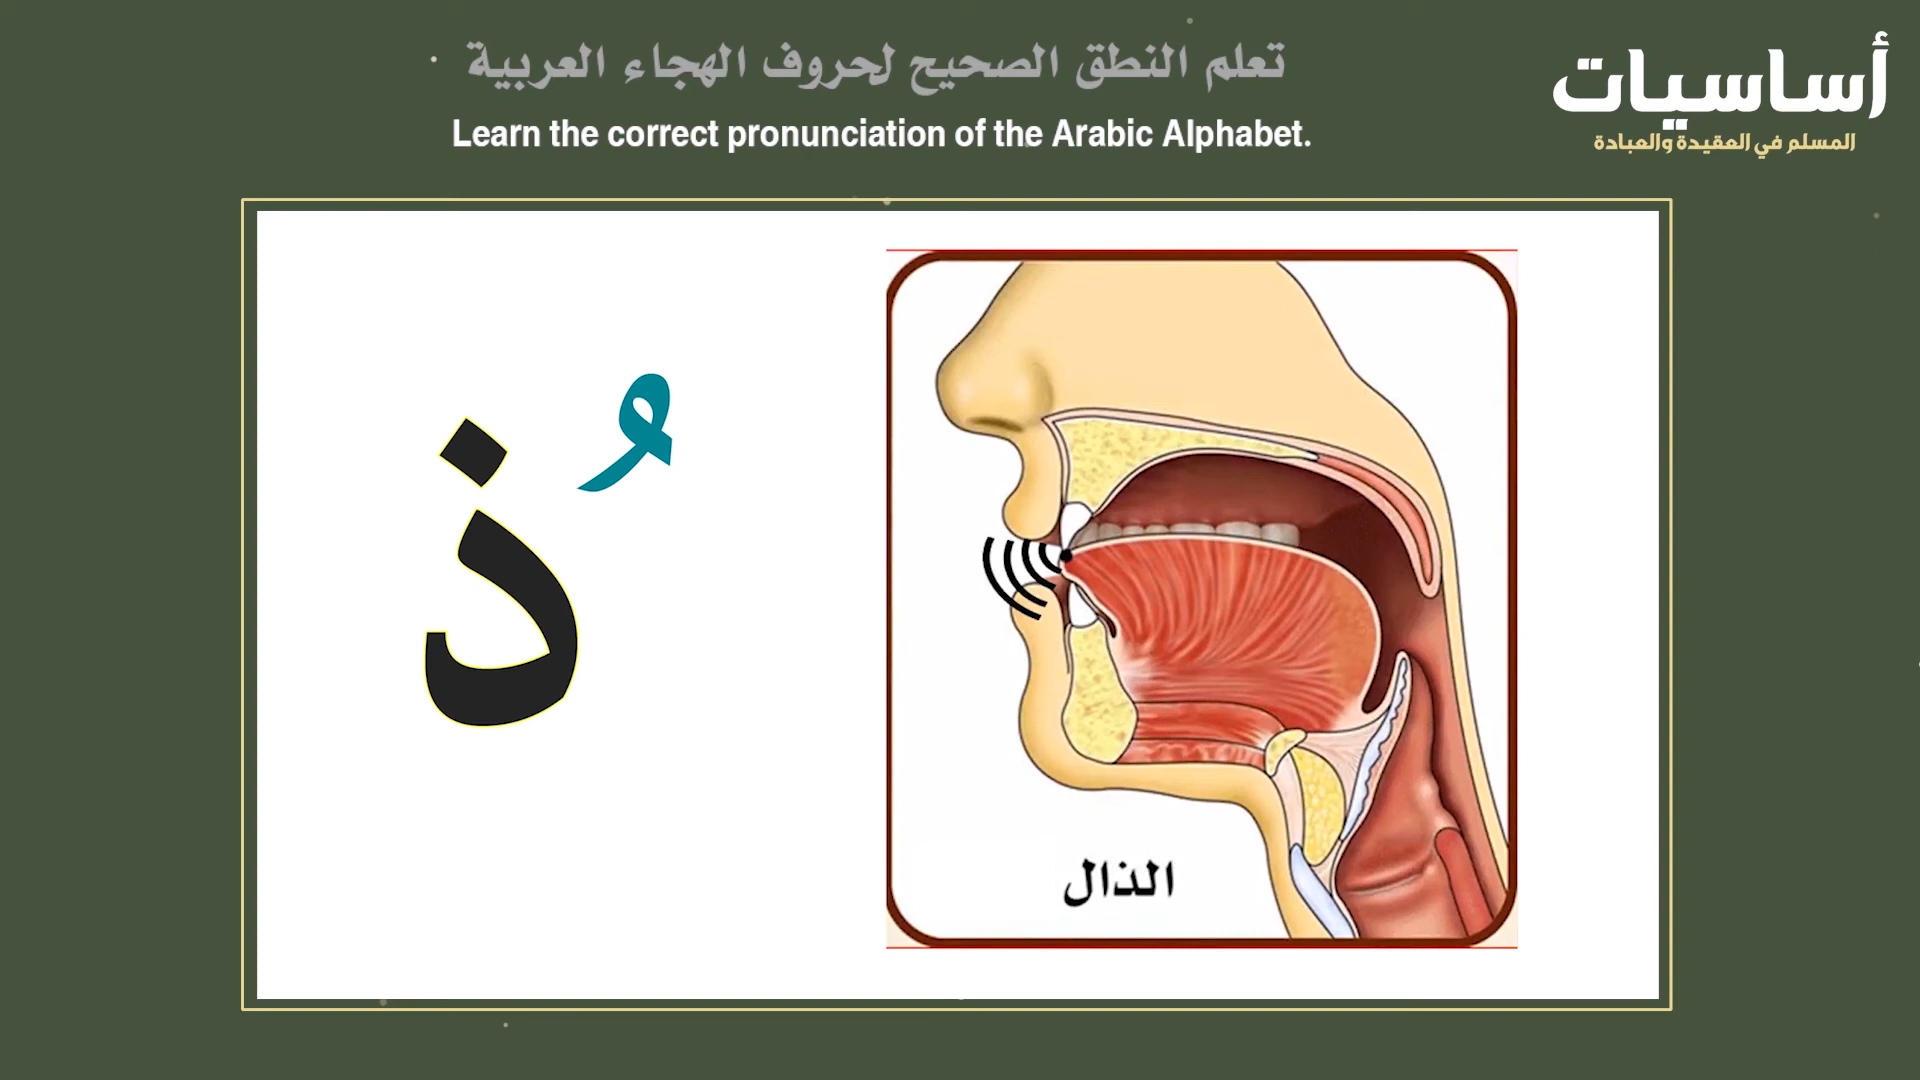 تعلم النطق الصحيح لحروف الهجاء العربية
Learn the correct pronunciation of the Arabic Alphabet.
أساسيات
المسلم في العقيدة والعبادة
ذُ
الذال